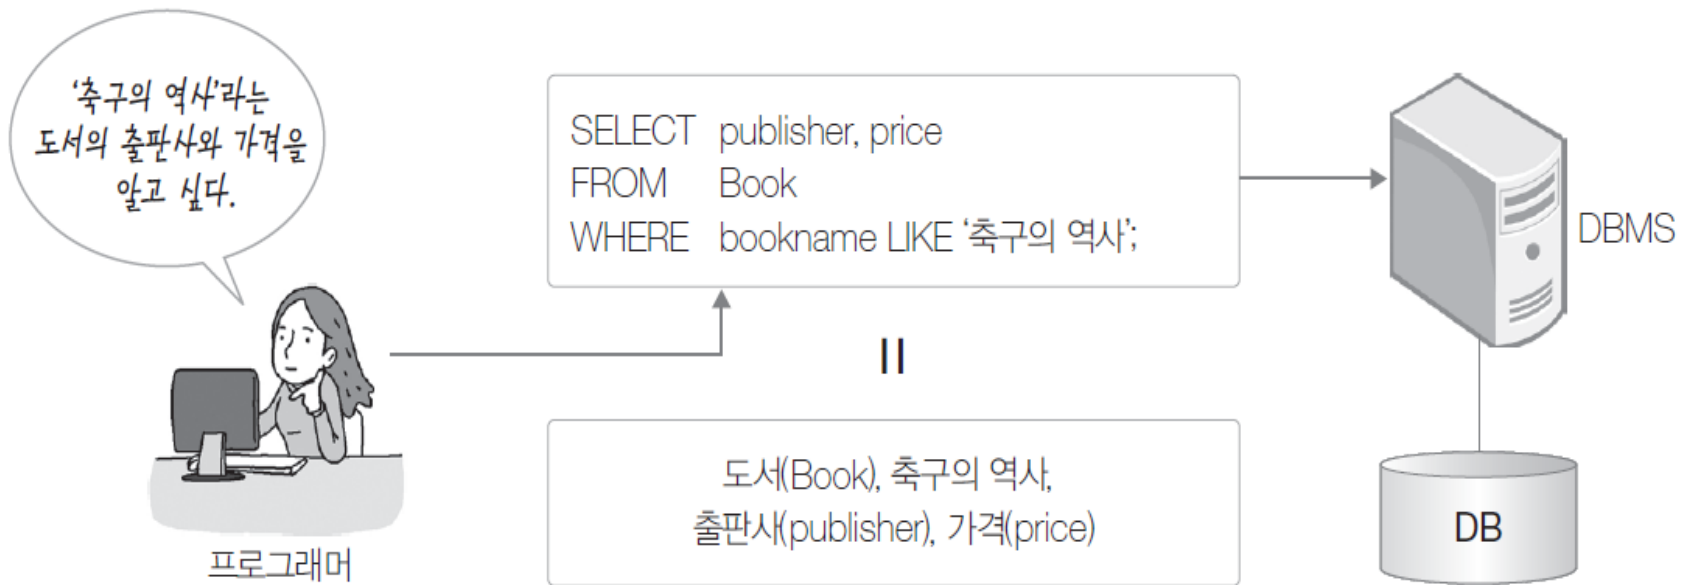 ‘축구의 역사’라는
도서의 출판사와 가격을
알고 싶다.
프로그래머
SELECT publisher, price
FROM Book
WHERE bookname LIKE ‘축구의 역사’;
=
도서(Book), 축구의 역사,
출판사(publisher), 가격(price)
DBMS
DB